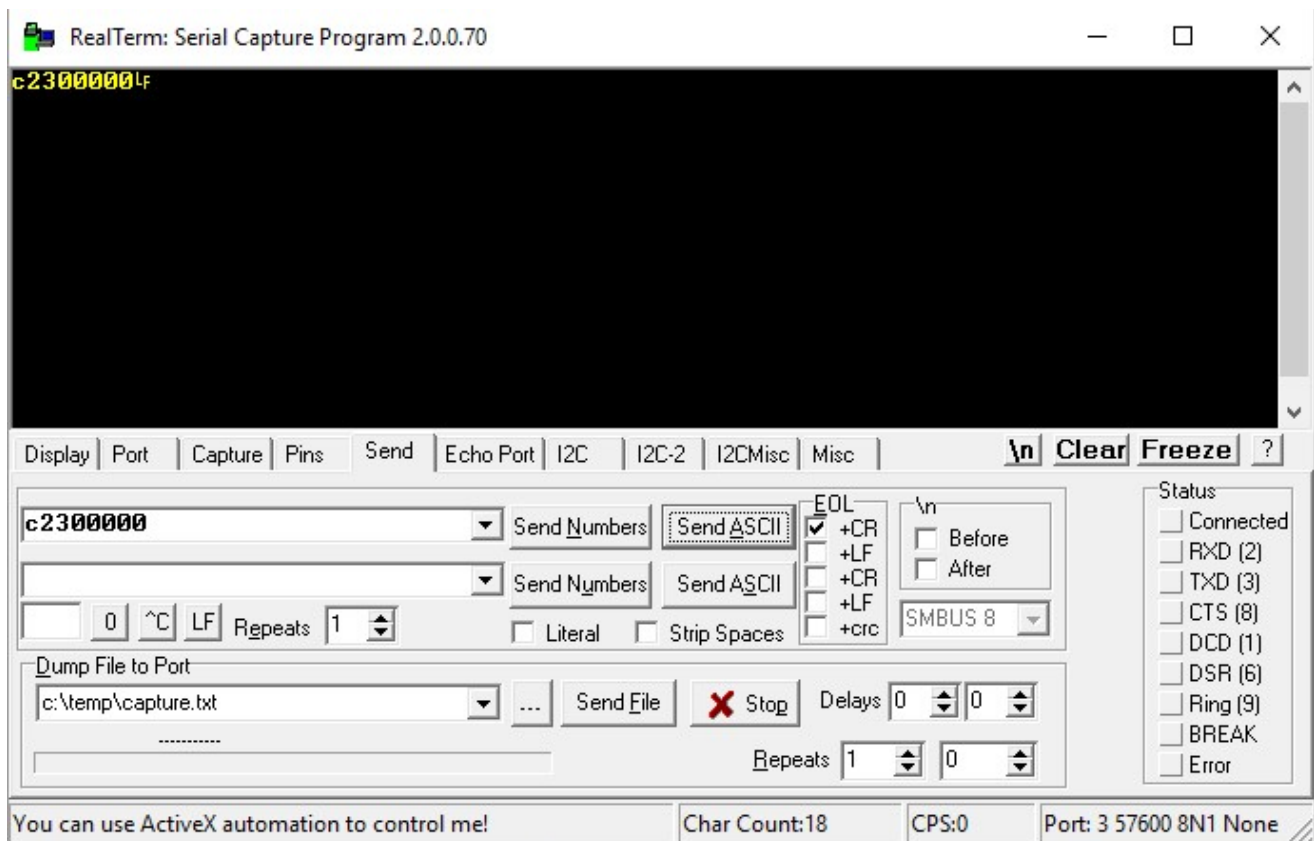 RealTerm: Serial Capture Program 2.0.0.70
c2300000LF
Display Port Capture Pins Send Echo Port I2C I2C-2 I2CMisc Misc \n Clear Freeze ?
EOL \n Status
c2300000 Send Numbers Send ASCII +CR Before Connected
+LF After RXD (2)
Send Numbers Send ASCII +CR TXD (3)
+LF SMBUS 8 CTS (8)
0 ^C LF Repeats 1 Literal Strip Spaces +crc DCD (1)
Dump File to Port DSR (6)
c:\temp\capture.txt ... Send File Stop Delays 0 0 Ring (9)
----------- BREAK
Repeats 1 0 Error
You can use ActiveX automation to control me! Char Count:18 CPS:0 Port: 3 57600 8N1 None